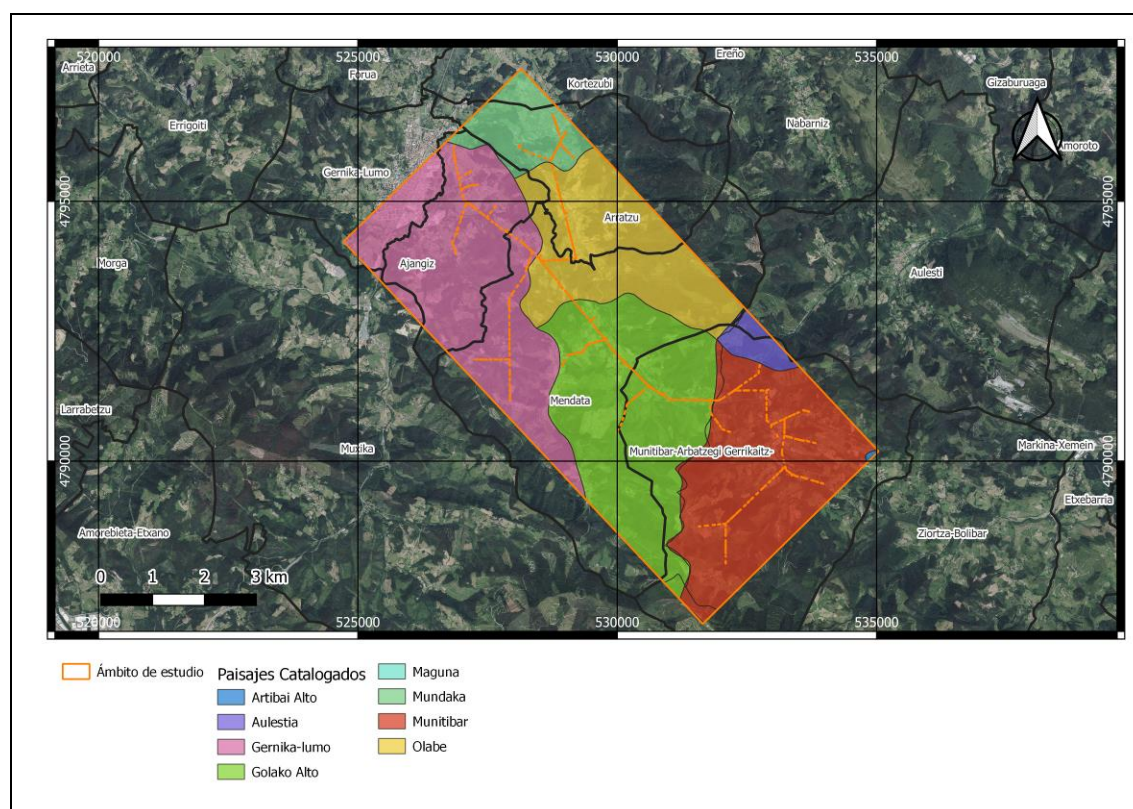 520000
525000
530000
535000
Arrieta
Forua
Ereño
Kortezubi
Gizaburuaga
Errigoiti
Nabarniz
Gernika-Lumo
4795000
Arratzu
4795000
Morga
Ajangiz
Aulesti
Larrabetzu
Mendata
Muxika
Munitibar-Arbatzegi Gerrikaitz-
Markina-Xemein
4790000
4790000
Etxebarria
Amorebieta-Etxano
Ziortza-Bolibar
0 1 2 3 km
520000
525000
530000
535000
Ámbito de estudio
Paisajes Catalogados
Artibai Alto
Aulestia
Gernika-lumo
Golako Alto
Maguna
Mundaka
Munitibar
Olabe